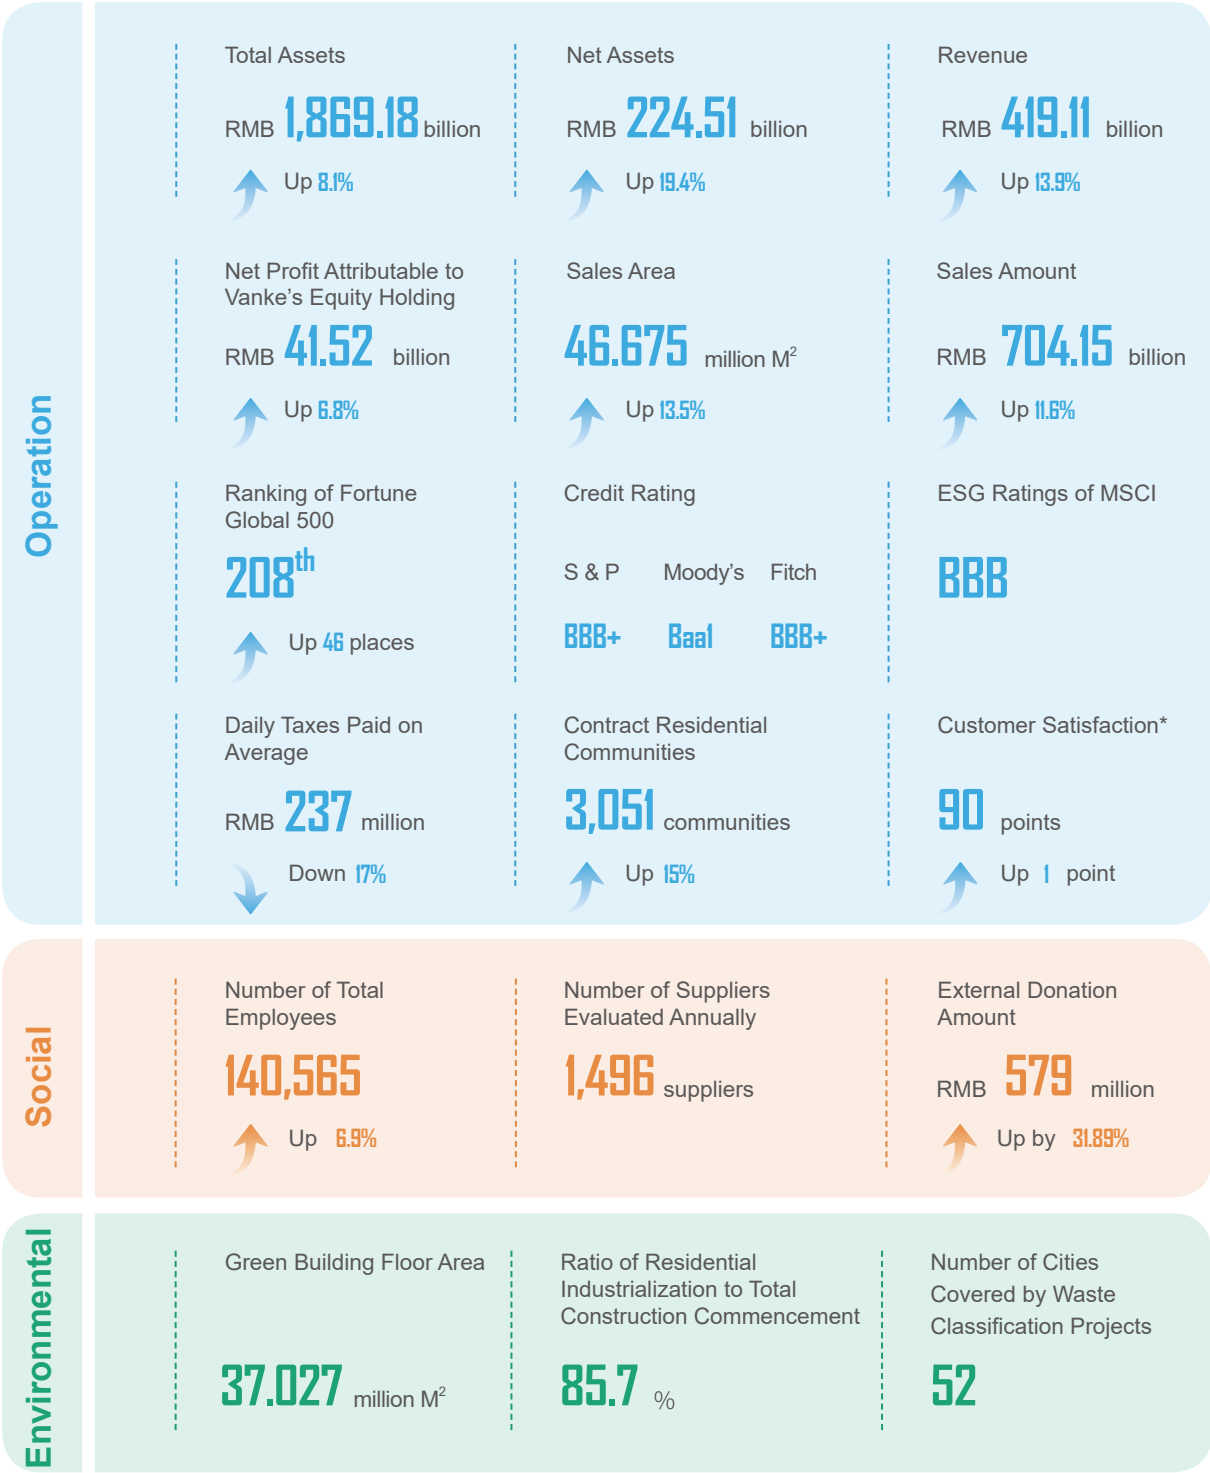 Operation
Total Assets
RMB 1,869.18 billion
Up 8.1%
Net Assets
RMB 224.51 billion
Up 19.4%
Revenue
RMB 419.11 billion
Up 13.9%
Net Profit Attributable to
Vanke’s Equity Holding
RMB 41.52 billion
Up 6.8%
Sales Area
46.675 million M²
Up 13.5%
Sales Amount
RMB 704.15 billion
Up 11.6%
Ranking of Fortune
Global 500
208th
Up 46 places
Credit Rating
S & P Moody’s Fitch
BBB+ Baa1 BBB+
ESG Ratings of MSCI
BBB
Daily Taxes Paid on
Average
RMB 237 million
Down 17%
Contract Residential
Communities
3,051 communities
Up 15%
Customer Satisfaction*
90 points
Up 1 point
Social
Number of Total
Employees
140,565
Up 6.9%
Number of Suppliers
Evaluated Annually
1,496 suppliers
External Donation
Amount
RMB 579 million
Up by 31.89%
Environmental
Green Building Floor Area
37.027 million M²
Ratio of Residential
Industrialization to Total
Construction Commencement
85.7 %
Number of Cities
Covered by Waste
Classification Projects
52